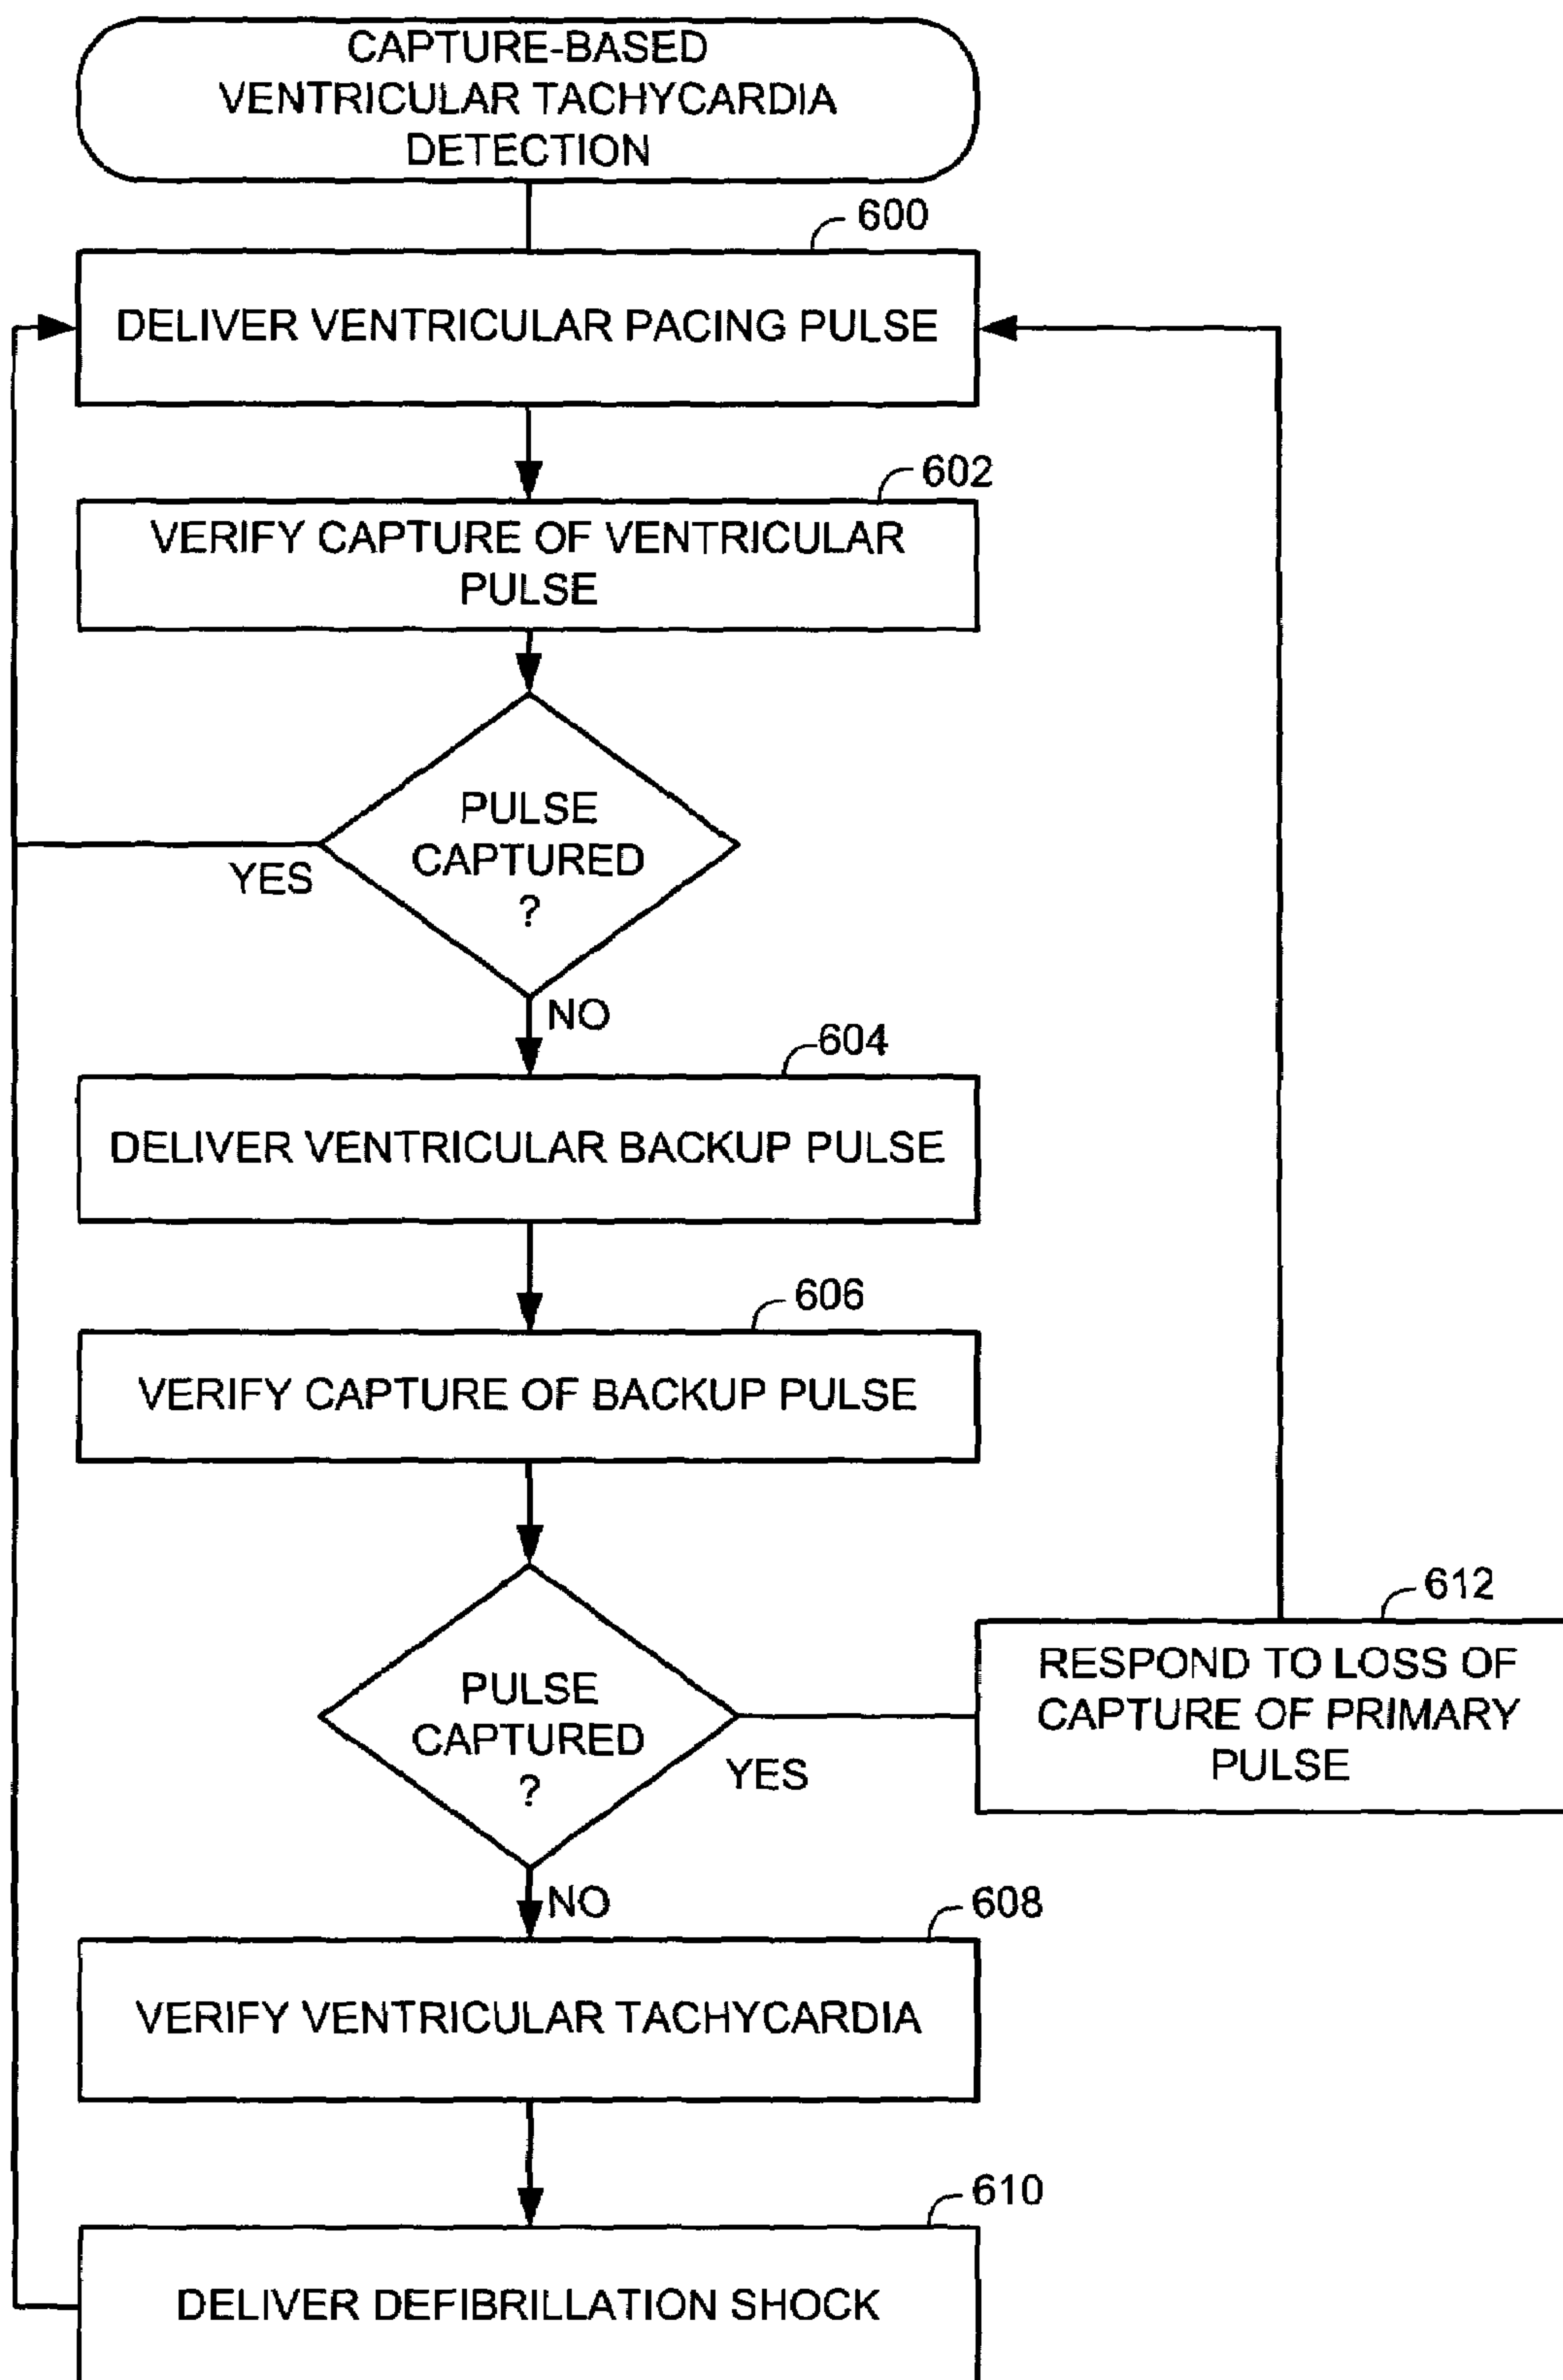 CAPTURE-BASED
VENTRICULAR TACHYCARDIA
DETECTION
600
DELIVER VENTRICULAR PACING PULSE
602
VERIFY CAPTURE OF VENTRICULAR
PULSE
PULSE
CAPTURED
?
YES
NO
604
DELIVER VENTRICULAR BACKUP PULSE
606
VERIFY CAPTURE OF BACKUP PULSE
PULSE
CAPTURED
?
YES
612
RESPOND TO LOSS OF
CAPTURE OF PRIMARY
PULSE
NO
608
VERIFY VENTRICULAR TACHYCARDIA
610
DELIVER DEFIBRILLATION SHOCK